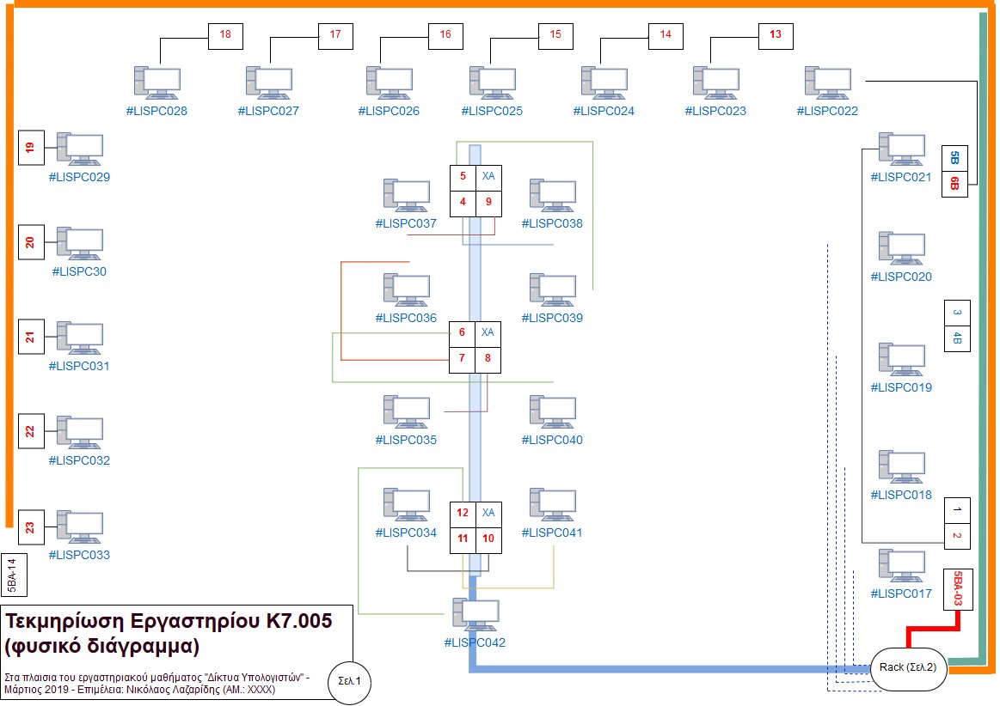 18
17
16
15
14
13
#LISPC028
#LISPC027
#LISPC026
#LISPC025
#LISPC024
#LISPC023
#LISPC022
19
#LISPC029
5
XA
4
9
#LISPC037
#LISPC038
#LISPC021
5B
6B
20
#LISPC30
#LISPC036
#LISPC039
#LISPC020
6
XA
7
8
3
4B
21
#LISPC031
#LISPC019
22
#LISPC032
#LISPC035
#LISPC040
#LISPC018
23
#LISPC033
#LISPC034
12
XA
11
10
#LISPC041
1
2
#LISPC017
5BA-14
5BA-03
#LISPC042
Τεκμηρίωση Εργαστηρίου Κ7.005
(φυσικό διάγραμμα)
Στα πλαισια του εργαστηριακού μαθήματος "Δίκτυα Υπολογιστών" -
Μάρτιος 2019 - Επιμέλεια: Νικόλαος Λαζαρίδης (ΑΜ.: ΧΧΧΧ)
Σελ.1
Rack (Σελ.2)